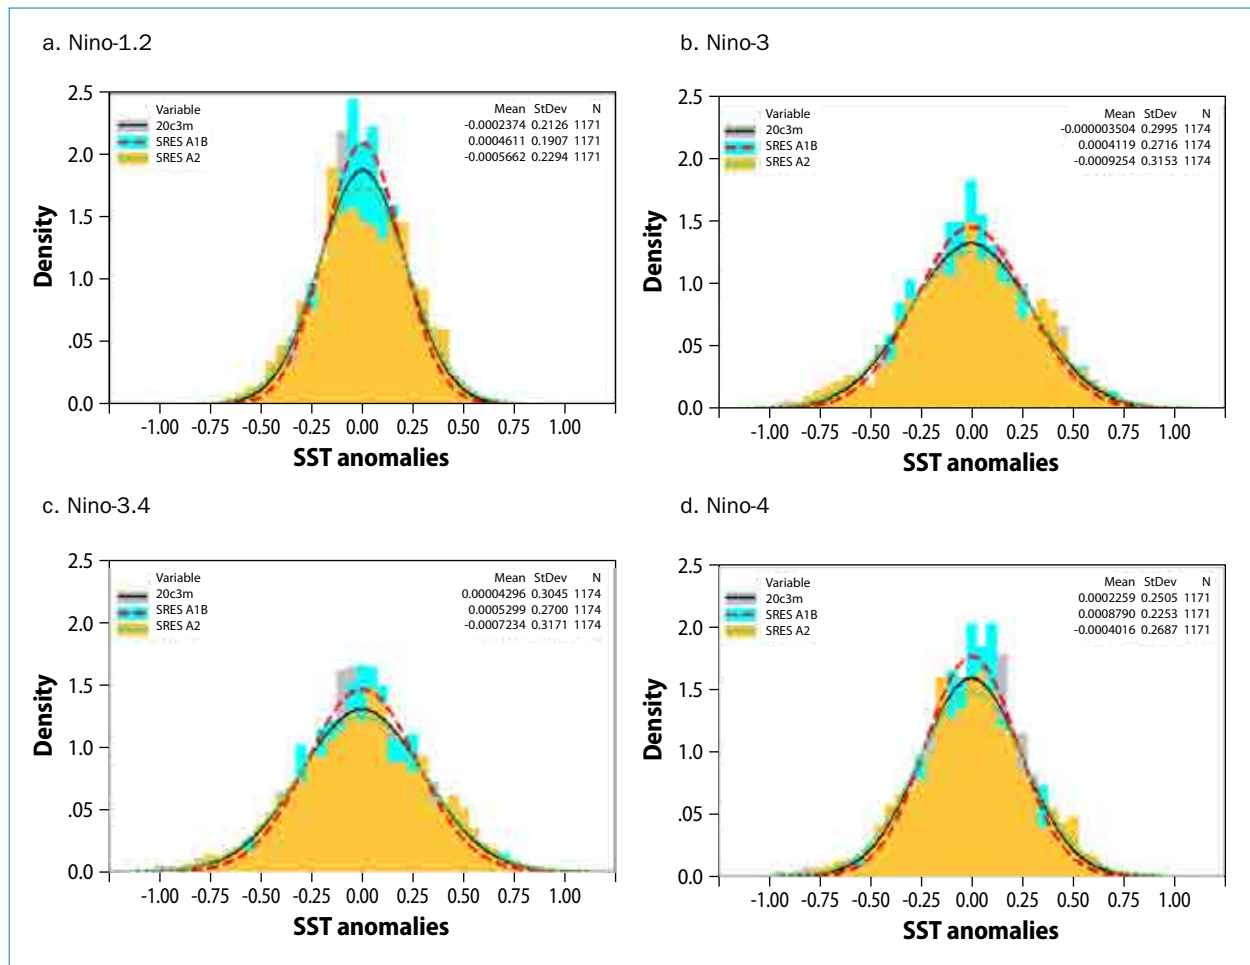 a. Nino-1.2
2.5
2.0
1.5
1.0
.05
0.0
Density
Variable
20c3m
SRES A1B
SRES A2
Mean StDev N
-0.0002374 0.2126 1171
0.0004611 0.1907 1171
-0.0005662 0.2294 1171
-1.00 -0.75 -0.50 -0.25 0.00 0.25 0.50 0.75 1.00
SST anomalies
b. Nino-3
2.5
2.0
1.5
1.0
.05
0.0
Density
Variable
20c3m
SRES A1B
SRES A2
Mean StDev N
-0.000003504 0.2995 1174
0.0004119 0.2716 1174
-0.0009254 0.3153 1174
-1.00 -0.75 -0.50 -0.25 0.00 0.25 0.50 0.75 1.00
SST anomalies
c. Nino-3.4
2.5
2.0
1.5
1.0
.05
0.0
Density
Variable
20c3m
SRES A1B
SRES A2
Mean StDev N
0.00004296 0.3045 1174
0.0005299 0.2700 1174
-0.0007234 0.3171 1174
-1.00 -0.75 -0.50 -0.25 0.00 0.25 0.50 0.75 1.00
SST anomalies
d. Nino-4
2.5
2.0
1.5
1.0
.05
0.0
Density
Variable
20c3m
SRES A1B
SRES A2
Mean StDev N
0.0002259 0.2505 1171
0.0008790 0.2253 1171
-0.0004016 0.2687 1171
-1.00 -0.75 -0.50 -0.25 0.00 0.25 0.50 0.75 1.00
SST anomalies